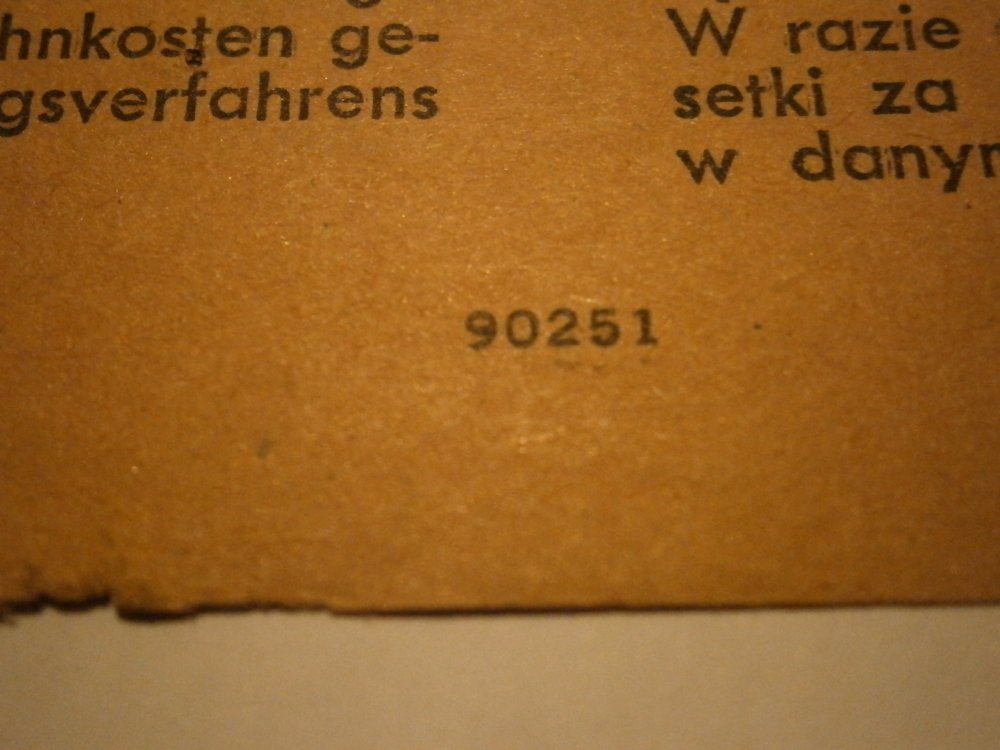 hnkosten ge-
gsverfahrens
W razie
setki za
w danym
90251